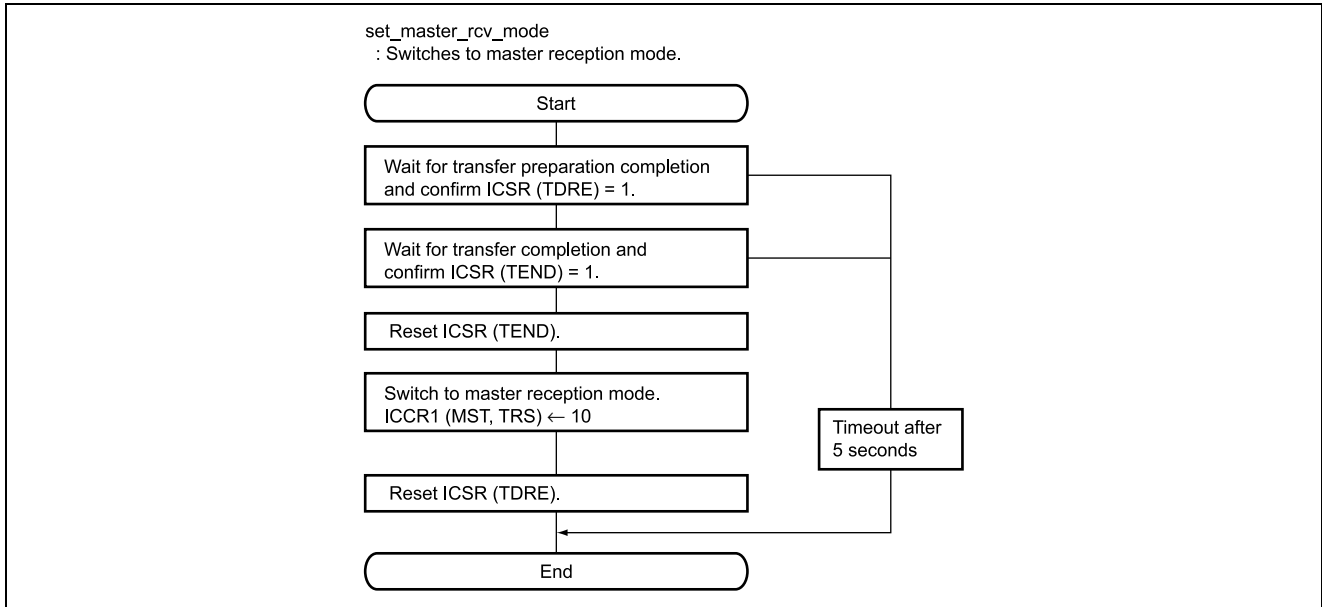 set_master_rcv_mode
: Switches to master reception mode.
Start
Wait for transfer preparation completion
and confirm ICSR (TDRE) = 1.
Wait for transfer completion and
confirm ICSR (TEND) = 1.
Reset ICSR (TEND).
Switch to master reception mode.
ICCR1 (MST, TRS) ← 10
Timeout after
5 seconds
Reset ICSR (TDRE).
End